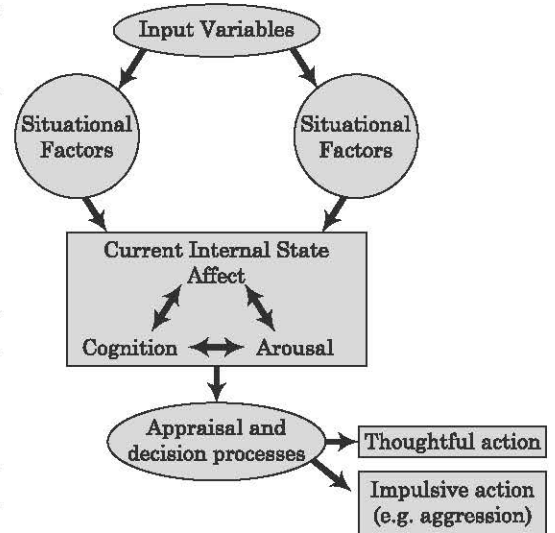 Input Variables
Situational
Factors
Situational
Factors
Current Internal State
Affect
Cognition
Arousal
Appraisal and
decision processes
Thoughtful action
Impulsive action
(e.g. aggression)